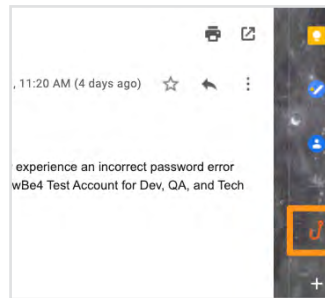 , 11:20 AM (4 days ago)
experience an incorrect password error
wBe4 Test Account for Dev, QA, and Tech